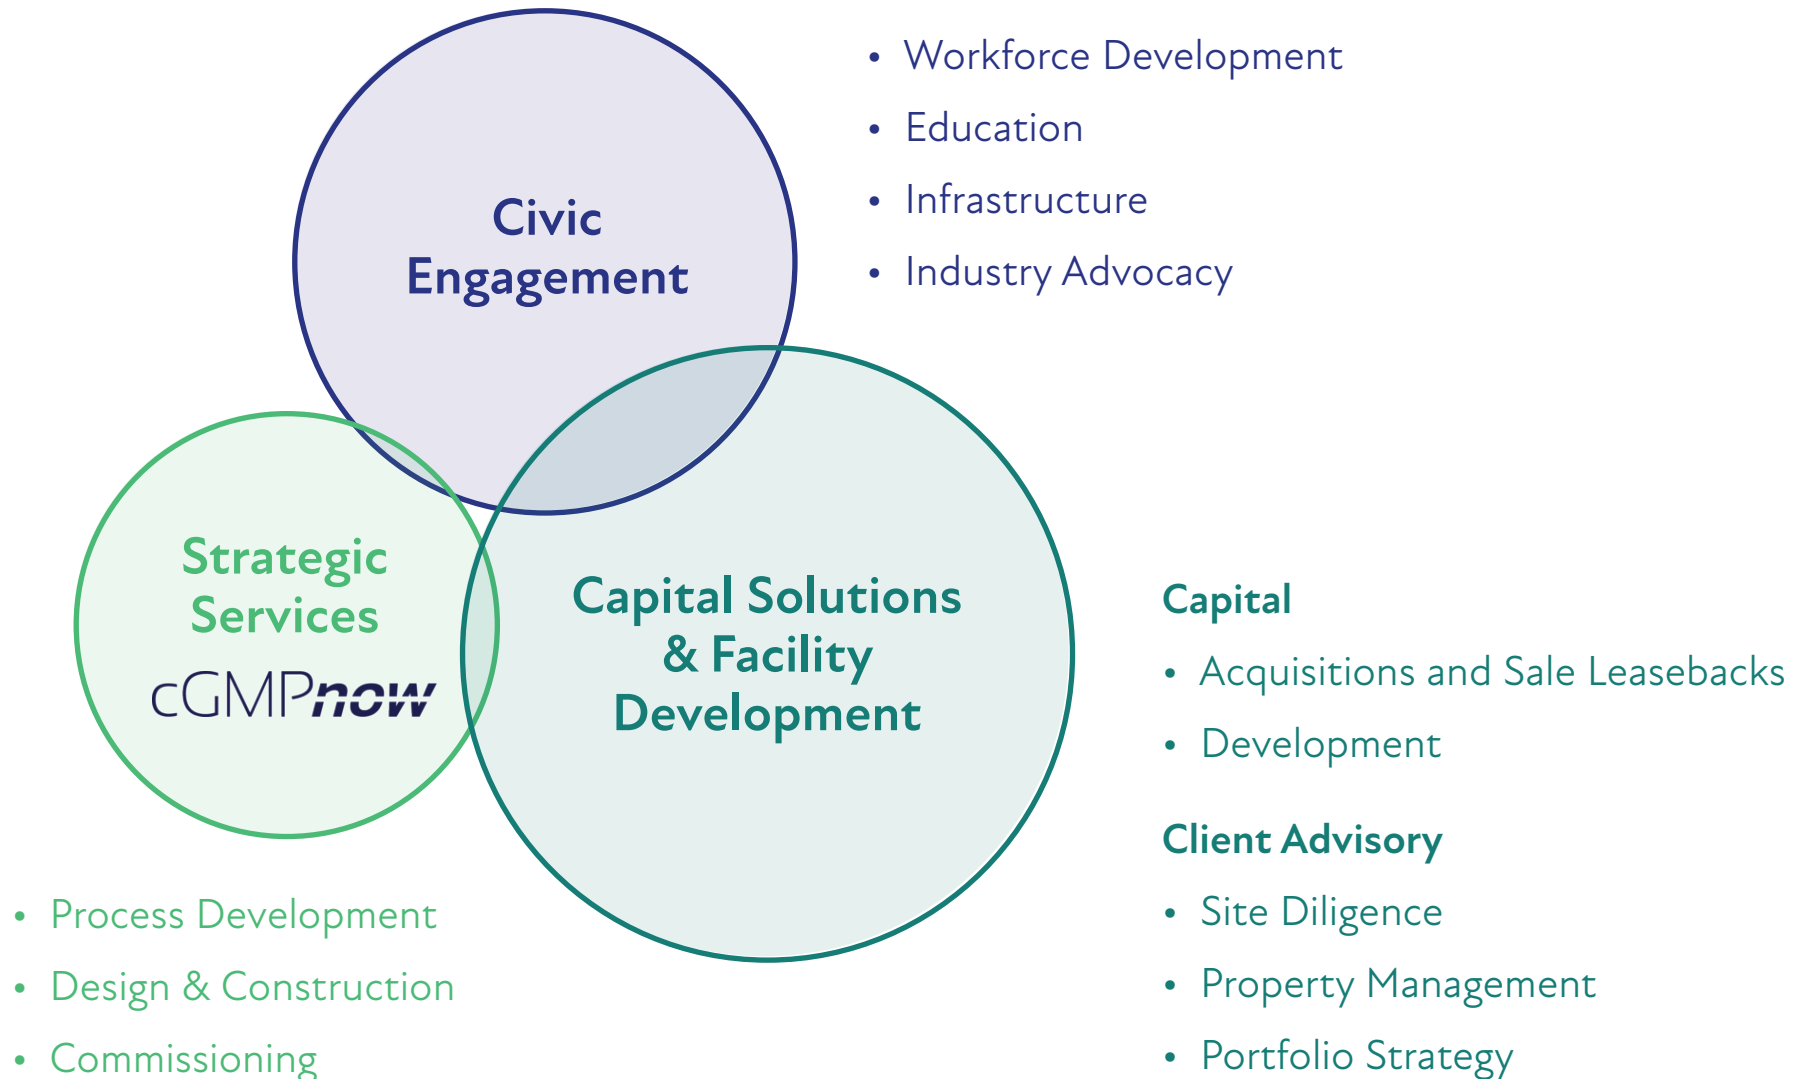 Civic
Engagement
• Workforce Development
• Education
• Infrastructure
• Industry Advocacy
Strategic
Services
cGMPnow
• Process Development
• Design & Construction
• Commissioning
Capital Solutions
& Facility
Development
Capital
• Acquisitions and Sale Leasebacks
• Development
Client Advisory
• Site Diligence
• Property Management
• Portfolio Strategy